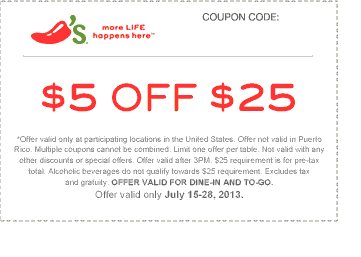 COUPON CODE:
's.
more LIFE
happens here™
$5 OFF $25
*Offer valid only at participating locations in the United States. Offer not valid in Puerto
Rico. Multiple coupons cannot be combined. Limit one offer per table. Not valid with any
other discounts or special offers. Offer valid after 3PM. $25 requirement is for pre-tax
total. Alcoholic beverages do not qualify towards $25 requirement. Excludes tax
and gratuity. OFFER VALID FOR DINE-IN AND TO-GO.
Offer valid only July 15-28, 2013.